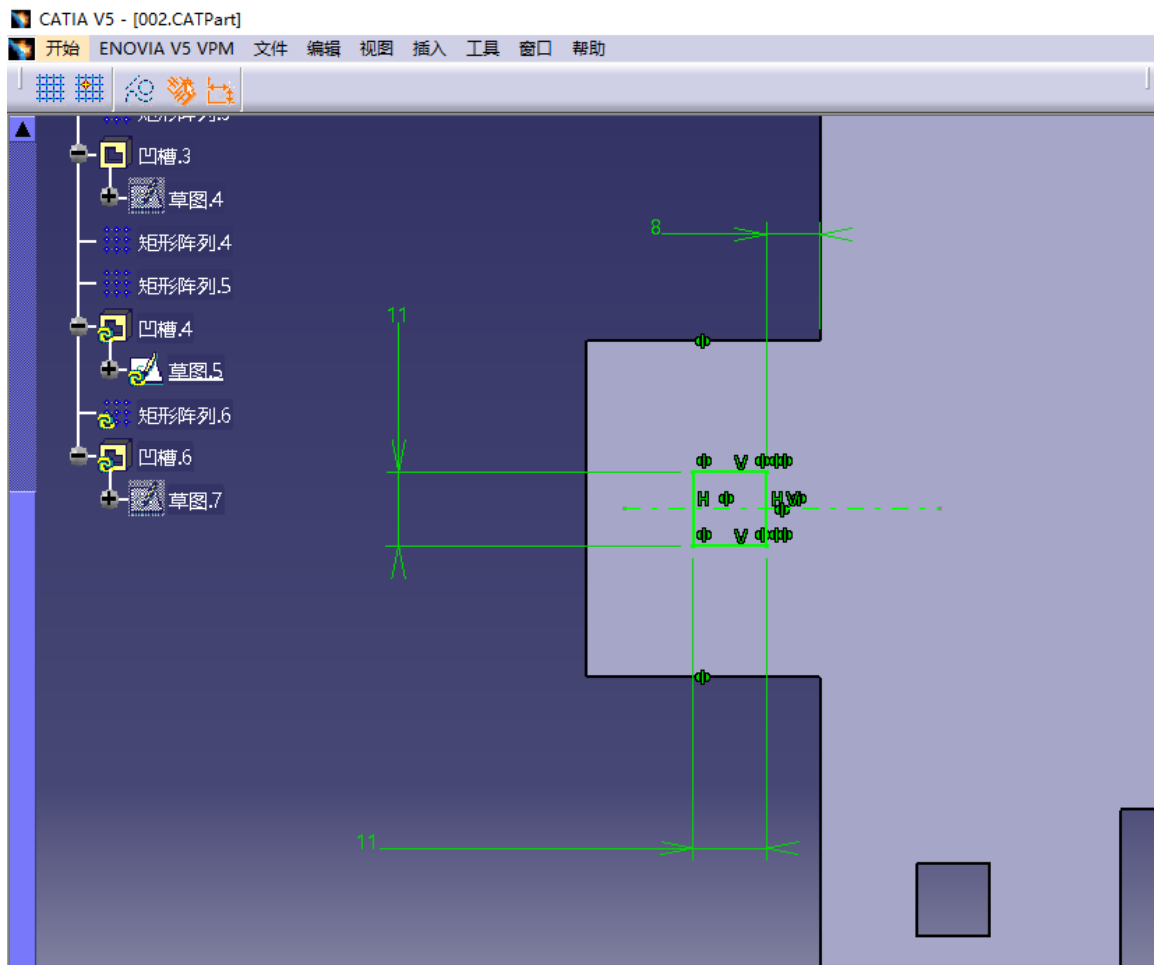 CATIA V5 - [002.CATPart]
开始 ENOVIA V5 VPM 文件 编辑 视图 插入 工具 窗口 帮助
凹槽.3
草图.4
矩形阵列.4
矩形阵列.5
凹槽.4
草图.5
矩形阵列.6
凹槽.6
草图.7
8
11
V
H H V
V
11